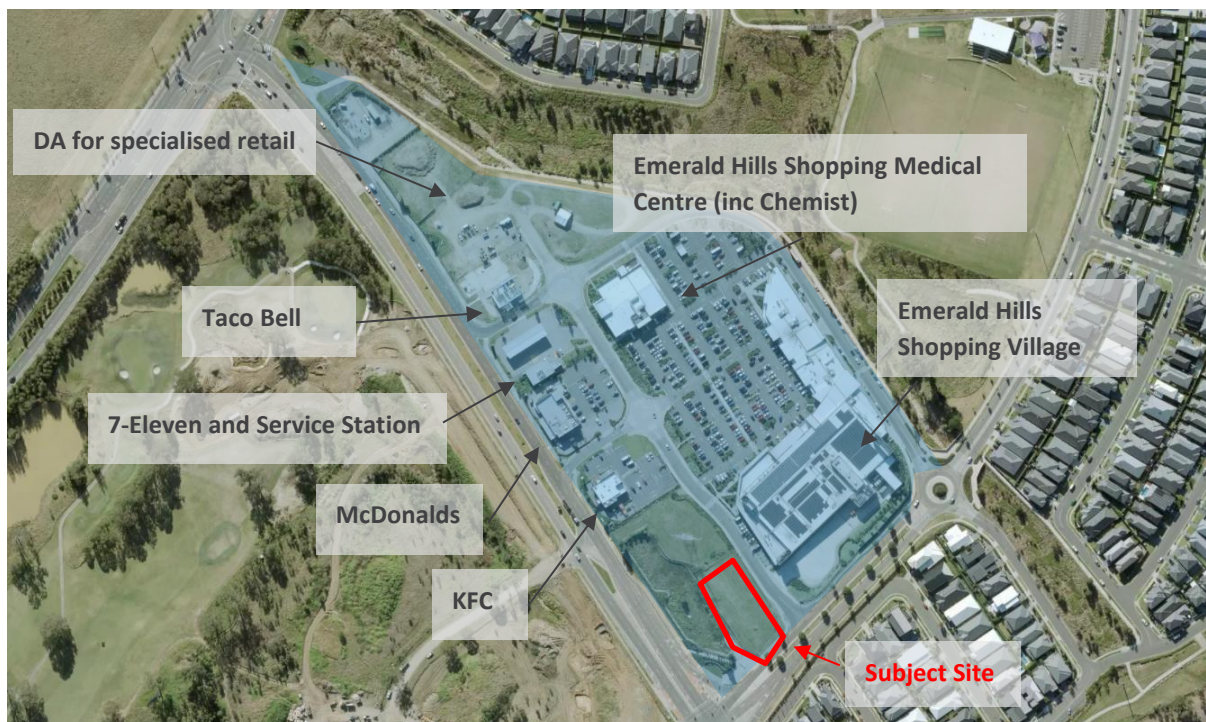 DA for specialised retail
Emerald Hills Shopping Medical
Centre (inc Chemist)
Taco Bell
Emerald Hills
Shopping Village
7-Eleven and Service Station
McDonalds
KFC
Subject Site